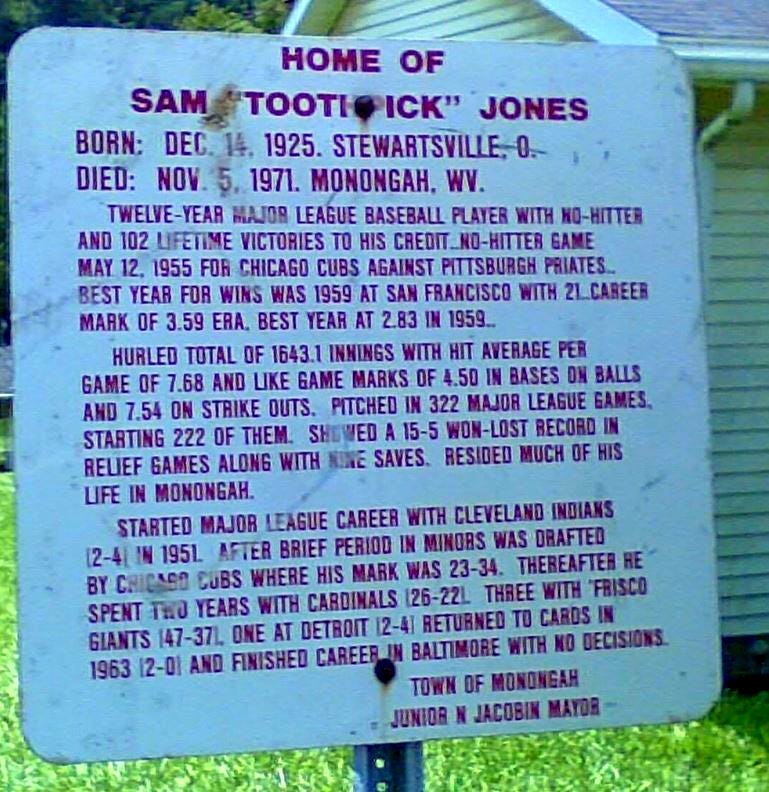 HOME OF
SAM "TOOTHPICK" JONES
BORN: DEC. 14, 1925. STEWARTSVILLE, O.
DIED: NOV. 5, 1971. MONONGAH, WV.
TWELVE-YEAR MAJOR LEAGUE BASEBALL PLAYER WITH NO-HITTER
AND 102 LIFETIME VICTORIES TO HIS CREDIT..NO-HITTER GAME
MAY 12, 1955 FOR CHICAGO CUBS AGAINST PITTSBURGH PRIATES..
BEST YEAR FOR WINS WAS 1959 AT SAN FRANCISCO WITH 21..CAREER
MARK OF 3.59 ERA. BEST YEAR AT 2.83 IN 1959..
HURLED TOTAL OF 1643.1 INNINGS WITH HIT AVERAGE PER
GAME OF 7.68 AND LIKE GAME MARKS OF 4.50 IN BASES ON BALLS
AND 7.54 ON STRIKE OUTS. PITCHED IN 322 MAJOR LEAGUE GAMES,
STARTING 222 OF THEM. SHOWED A 15-5 WON-LOST RECORD IN
RELIEF GAMES ALONG WITH NINE SAVES. RESIDED MUCH OF HIS
LIFE IN MONONGAH.
STARTED MAJOR LEAGUE CAREER WITH CLEVELAND INDIANS
(2-4) IN 1951. AFTER BRIEF PERIOD IN MINORS WAS DRAFTED
BY CHICAGO CUBS WHERE HIS MARK WAS 23-34. THEREAFTER HE
SPENT TWO YEARS WITH CARDINALS (26-22). THREE WITH 'FRISCO
GIANTS (47-37), ONE AT DETROIT (2-4) RETURNED TO CARDS IN
1963 (2-0) AND FINISHED CAREER IN BALTIMORE WITH NO DECISIONS.
TOWN OF MONONGAH
JUNIOR N JACOBIN MAYOR